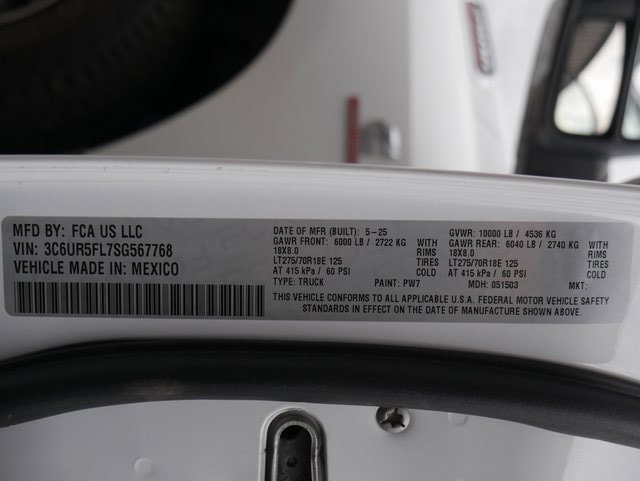 MFD BY: FCA US LLC
VIN: 3C6UR5FL7SG567768
VEHICLE MADE IN: MEXICO
DATE OF MFR (BUILT): 5-25
GAWR FRONT: 6000 LB / 2722 KG WITH
18X8.0 RIMS
LT275/70R18E 125 TIRES
AT 415 kPa / 60 PSI COLD
TYPE: TRUCK PAINT: PW7
GVWR: 10000 LB / 4536 KG
GAWR REAR: 6040 LB / 2740 KG WITH
18X8.0 RIMS
LT275/70R18E 125 TIRES
AT 415 kPa / 60 PSI COLD
MDH: 051503 MKT:
THIS VEHICLE CONFORMS TO ALL APPLICABLE U.S.A. FEDERAL MOTOR VEHICLE SAFETY
STANDARDS IN EFFECT ON THE DATE OF MANUFACTURE SHOWN ABOVE.